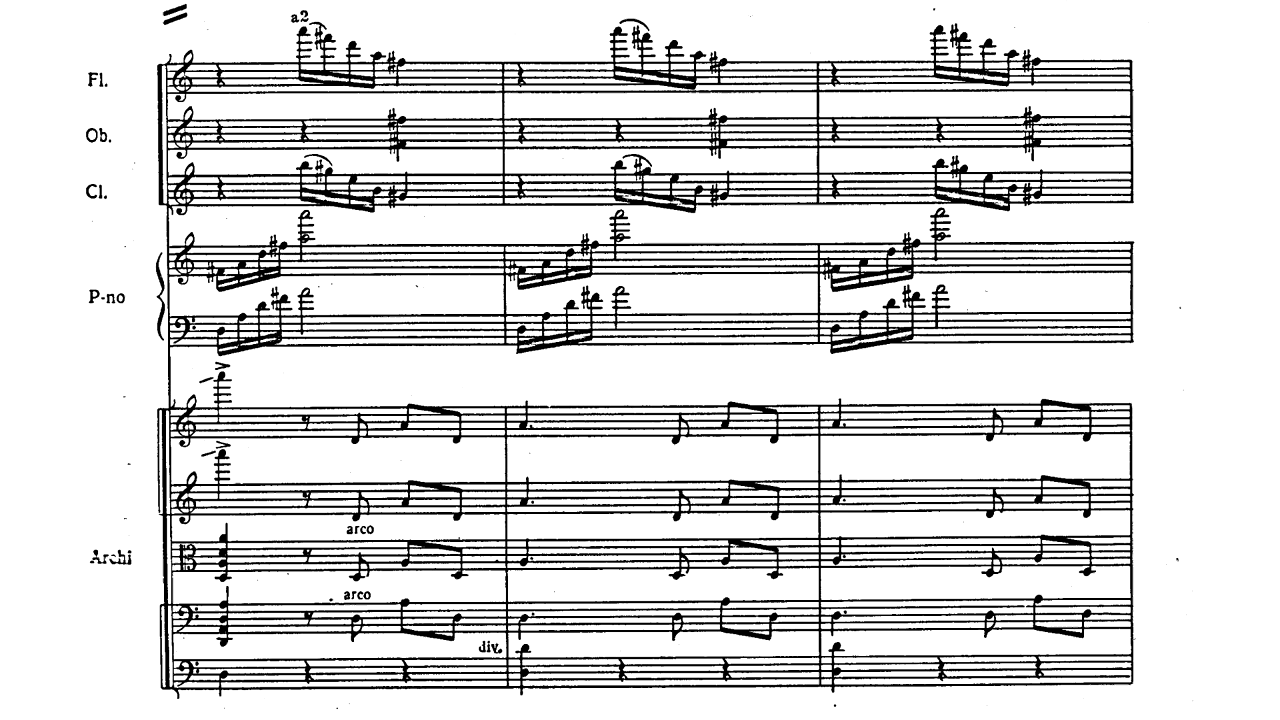 a2
Fl.
Ob.
Cl.
P-no
arco
Archi
arco
div.